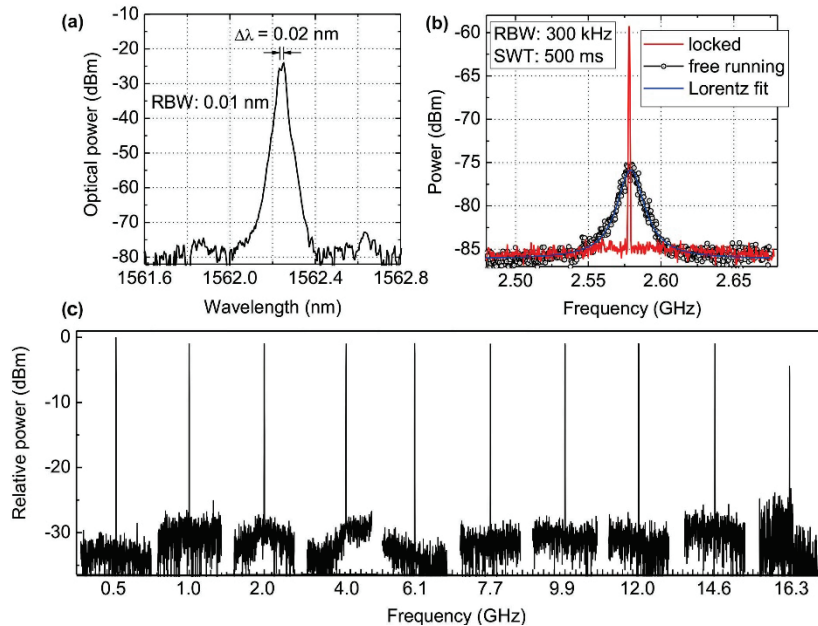 (a)
-10
-20
-30
-40
-50
-60
-70
-80
Optical power (dBm)
Δλ = 0.02 nm
RBW: 0.01 nm
1561.6 1562.0 1562.4 1562.8
Wavelength (nm)
(b)
RBW: 300 kHz
SWT: 500 ms
locked
free running
Lorentz fit
-60
-65
-70
-75
-80
-85
Power (dBm)
2.50 2.55 2.60 2.65
Frequency (GHz)
(c)
0
-10
-20
-30
Relative power (dBm)
0.5 1.0 2.0 4.0 6.1 7.7 9.9 12.0 14.6 16.3
Frequency (GHz)